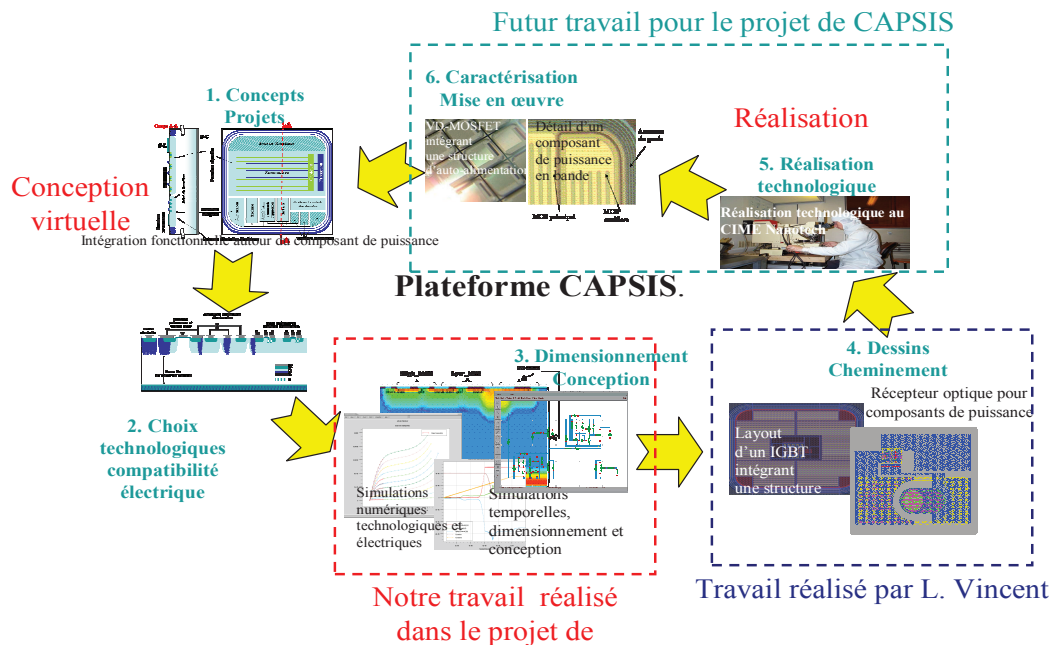 Futur travail pour le projet de CAPSIS
6. Caractérisation
Mise en œuvre
VD-MOSFET
intégrant
une structure
d'auto-alimentation
Détail d'un
composant
de puissance
en bande
MOS principal
Réalisation
5. Réalisation
technologique
Réalisation technologique au
CIME Nanotech
1. Concepts
Projets
Conception
virtuelle
Intégration fonctionnelle autour du composant de puissance
Plateforme CAPSIS.
2. Choix
technologiques
compatibilité
électrique
3. Dimensionnement
Conception
Simulations
numériques
technologiques et
électriques
Simulations
temporelles,
dimensionnement et
conception
Notre travail réalisé
dans le projet de
4. Dessins
Cheminement
Récepteur optique pour
composants de puissance
Layout
d'un IGBT
intégrant
une structure
Travail réalisé par L. Vincent